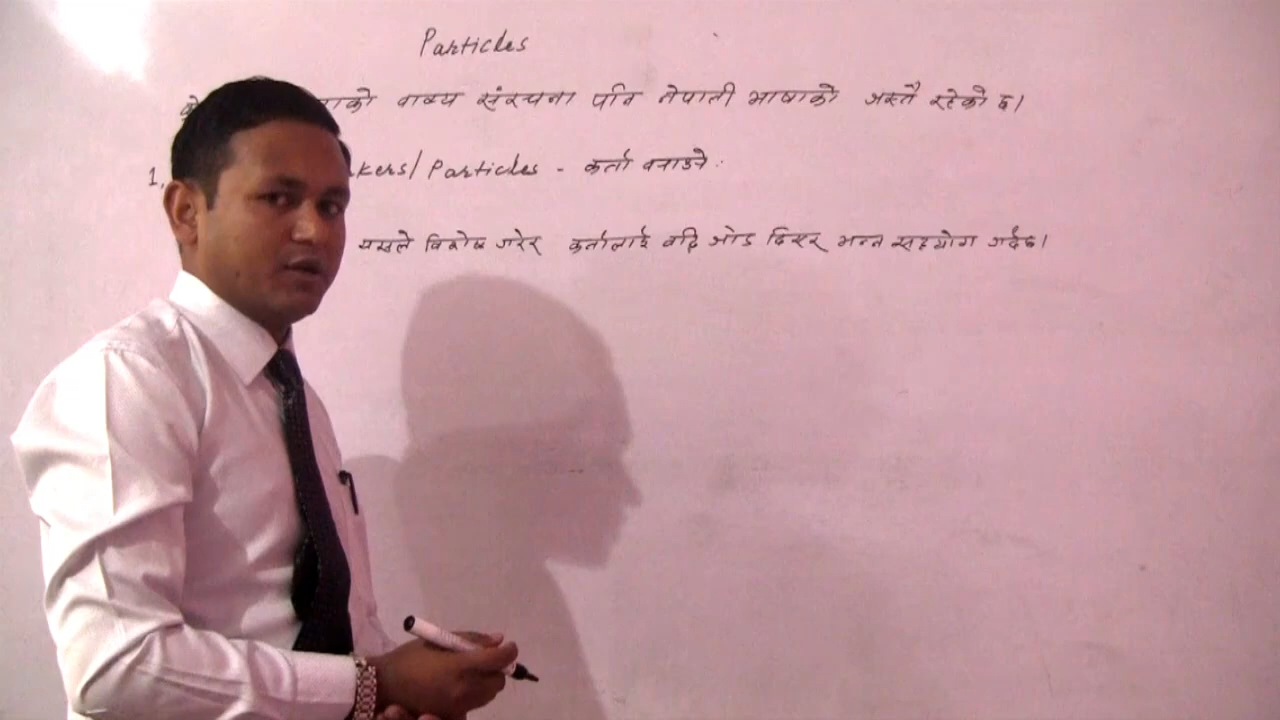 Particles
वाक्य संरचना पनि नेपाली भाषाको जस्तै रहेको छ।
1. kers/Particles - कर्ता बनाउने :
यसले विशेष गरेर कर्तालाई बढि जोड दिएर भन्न सहयोग गर्दछ।